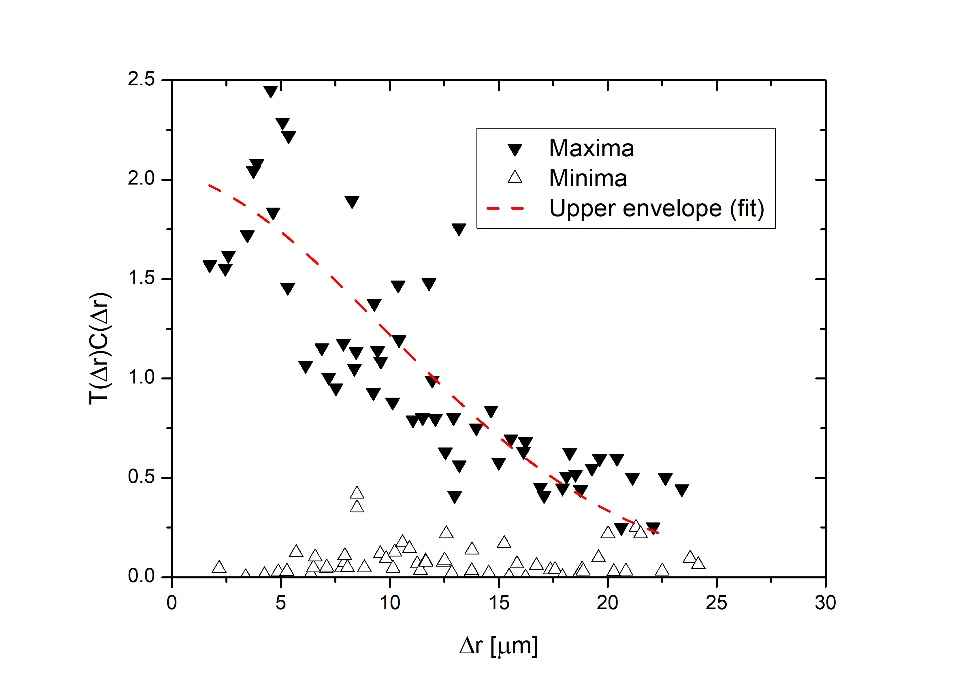 2.5
2.0
1.5
1.0
0.5
0.0
T(Δr)C(Δr)
Maxima
Minima
Upper envelope (fit)
0 5 10 15 20 25 30
Δr [μm]